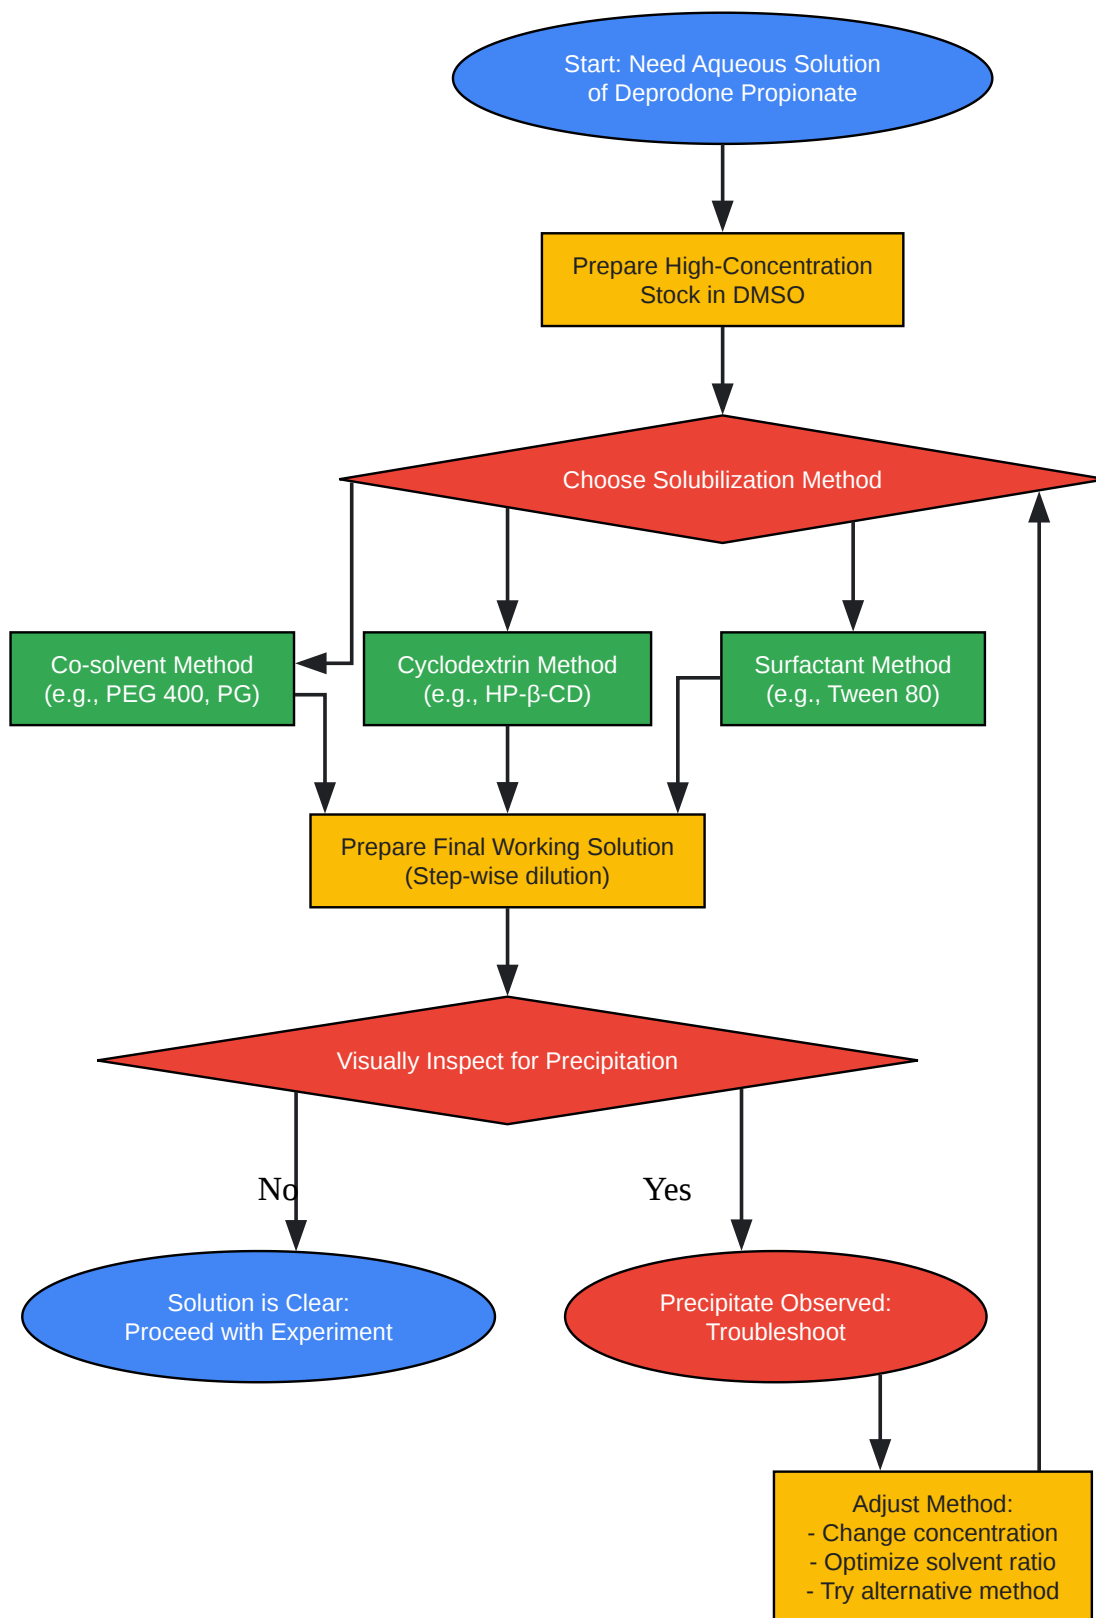 Start: Need Aqueous Solution
of Deprodone Propionate
Prepare High-Concentration
Stock in DMSO
Choose Solubilization Method
Co-solvent Method
(e.g., PEG 400, PG)
Cyclodextrin Method
(e.g., HP-β-CD)
Surfactant Method
(e.g., Tween 80)
Prepare Final Working Solution
(Step-wise dilution)
Visually Inspect for Precipitation
No
Yes
Solution is Clear:
Proceed with Experiment
Precipitate Observed:
Troubleshoot
Adjust Method:
- Change concentration
- Optimize solvent ratio
- Try alternative method